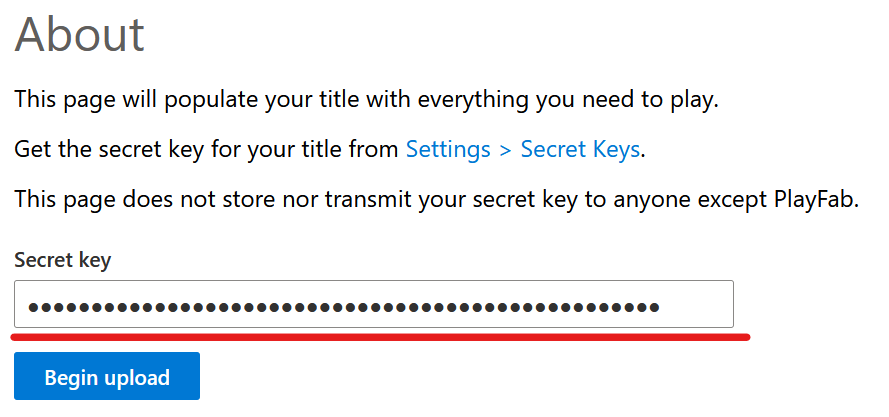 About
This page will populate your title with everything you need to play.
Get the secret key for your title from Settings > Secret Keys.
This page does not store nor transmit your secret key to anyone except PlayFab.
Secret key
••••••••••••••••••••••••••••••••••••••••••••••••••
Begin upload